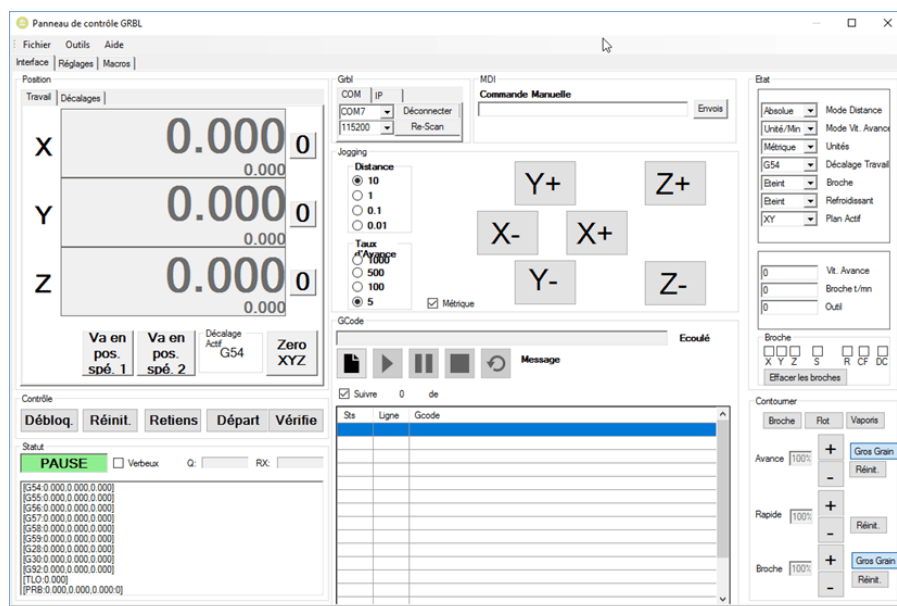 Panneau de contrôle GRBL
Fichier Outils Aide
Interface Réglages Macros
Position
Travail Décalages
X 0.000 0
0.000
Y 0.000 0
0.000
Z 0.000 0
0.000
Va en pos. spé. 1
Va en pos. spé. 2
Décalage Actif G54
Zero XYZ
Contrôle
Débloq. Réinit. Retiens Départ Vérifie
Statut
PAUSE Verbeux Q: RX:
[G54:0.000,0.000,0.000]
[G55:0.000,0.000,0.000]
[G56:0.000,0.000,0.000]
[G57:0.000,0.000,0.000]
[G58:0.000,0.000,0.000]
[G59:0.000,0.000,0.000]
[G28:0.000,0.000,0.000]
[G30:0.000,0.000,0.000]
[G92:0.000,0.000,0.000]
[TLO:0.000]
[PRB:0.000,0.000,0.000:0]
Grbl
COM IP
COM7 Déconnecter
115200 Re-Scan
MDI
Commande Manuelle
Envois
Jogging
Distance
10
1
0.1
0.01
Taux d'Avance
1000
500
100
5
Métrique
Y+ Z+
X- X+
Y- Z-
GCode
Ecoulé
Message
Suivre 0 de
Sts Ligne Gcode
Etat
Absolue Mode Distance
Unité/Min Mode Vit. Avance
Métrique Unités
G54 Décalage Travail
Eteint Broche
Eteint Refroidissant
XY Plan Actif
0 Vit. Avance
0 Broche t/mn
0 Outil
Broche
X Y Z S R CF DC
Effacer les broches
Contourner
Broche Flot Vaporis
Avance 100% + - Gros Grain Réinit.
Rapide 100% + - Réinit.
Broche 100% + - Gros Grain Réinit.